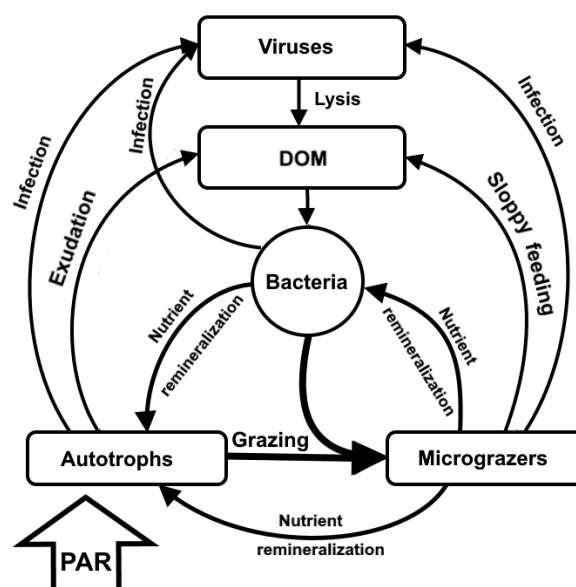 Viruses
Lysis
Infection
Infection
Infection
DOM
Exudation
Sloppy feeding
Bacteria
Nutrient
remineralization
Nutrient
remineralization
Grazing
Autotrophs
Micrograzers
Nutrient
remineralization
PAR